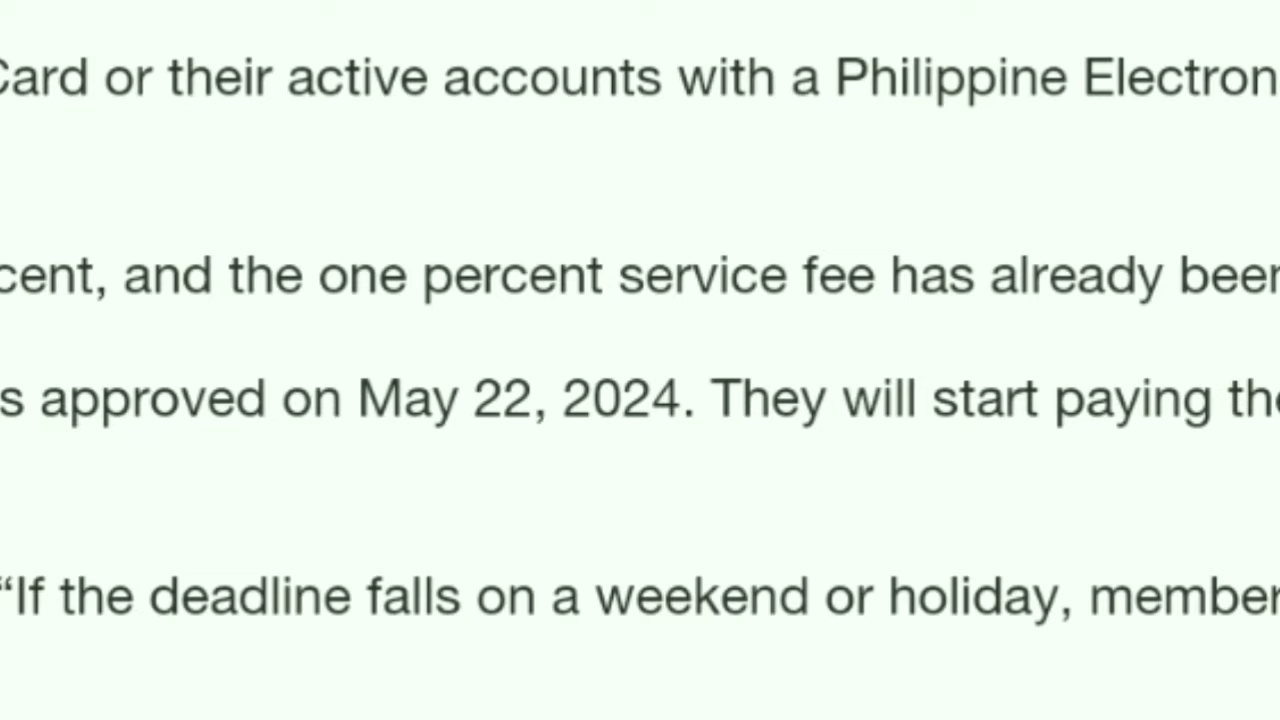 Card or their active accounts with a Philippine Electron
cent, and the one percent service fee has already been
s approved on May 22, 2024. They will start paying the
“If the deadline falls on a weekend or holiday, member